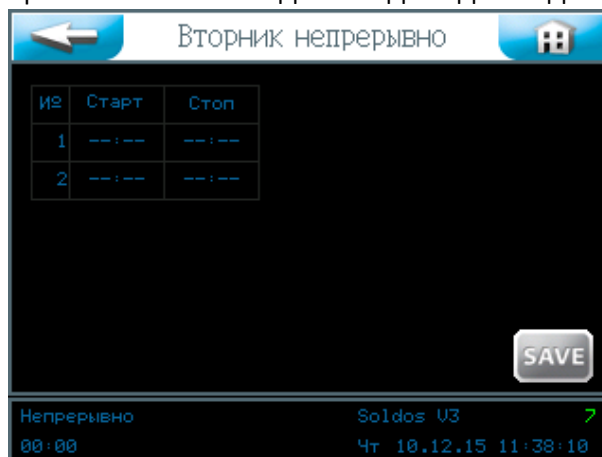 Вторник непрерывно
И№ Старт Стоп
1 --:-- --:--
2 --:-- --:--
SAVE
Непрерывно Soldos V3 7
00:00 Чт 10.12.15 11:38:10